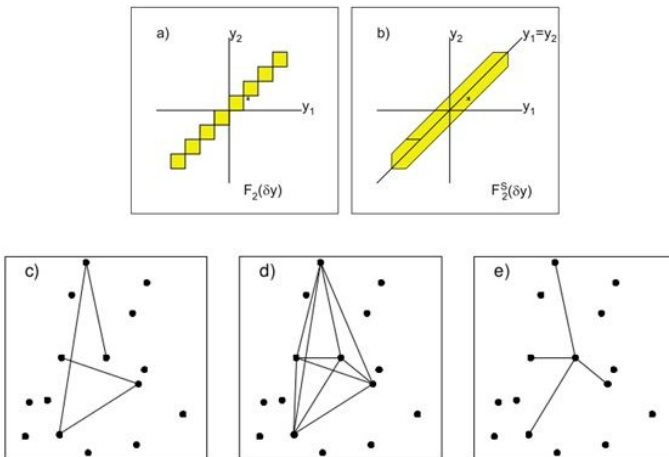 a)
y₂
y₁
F₂(δy)
b)
y₂
y₁=y₂
y₁
F₂ˢ(δy)
c)
d)
e)